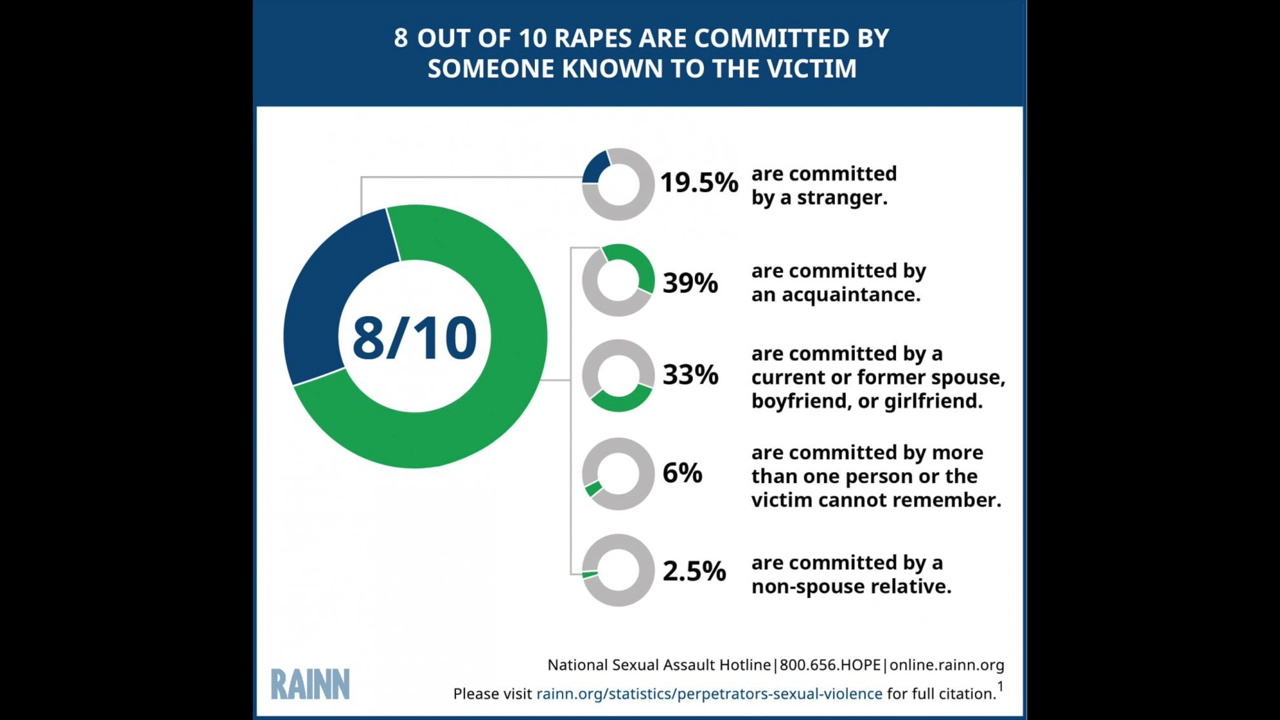 8 OUT OF 10 RAPES ARE COMMITTED BY
SOMEONE KNOWN TO THE VICTIM
8/10
19.5%
are committed
by a stranger.
39%
are committed by
an acquaintance.
33%
are committed by a
current or former spouse,
boyfriend, or girlfriend.
6%
are committed by more
than one person or the
victim cannot remember.
2.5%
are committed by a
non-spouse relative.
RAINN
National Sexual Assault Hotline|800.656.HOPE|online.rainn.org
Please visit rainn.org/statistics/perpetrators-sexual-violence for full citation.1